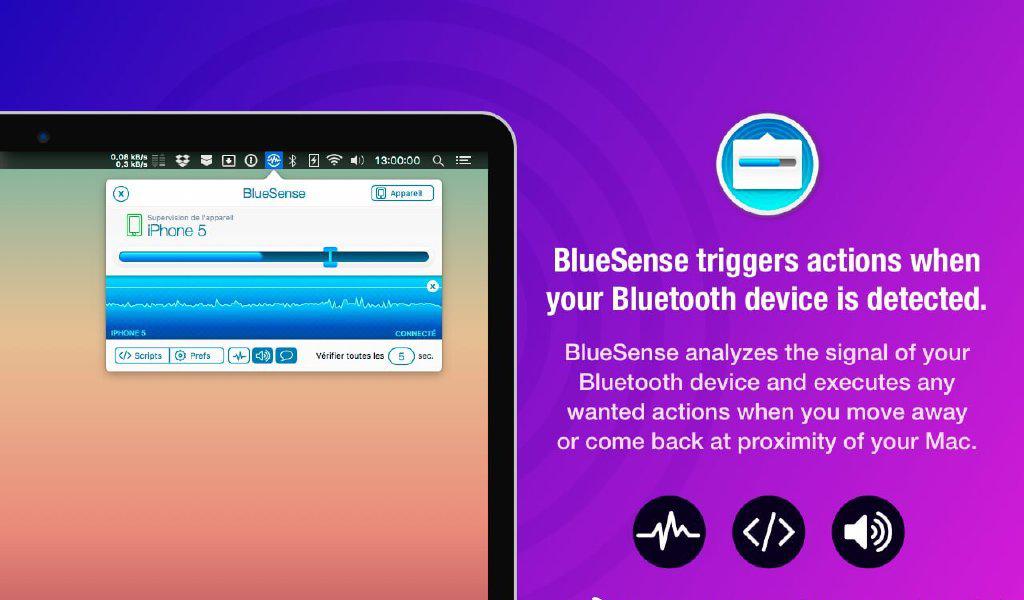 0,08 kB/s
0,3 kB/s
13:00:00
BlueSense
Appareil
Supervision de l'appareil
iPhone 5
IPHONE 5
CONNECTÉ
Scripts
Prefs
Vérifier toutes les 5 sec.
BlueSense triggers actions when
your Bluetooth device is detected.
BlueSense analyzes the signal of your
Bluetooth device and executes any
wanted actions when you move away
or come back at proximity of your Mac.